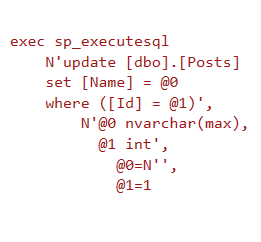 exec sp_executesql
N'update [dbo].[Posts]
set [Name] = @0
where ([Id] = @1)',
N'@0 nvarchar(max),
@1 int',
@0=N'',
@1=1